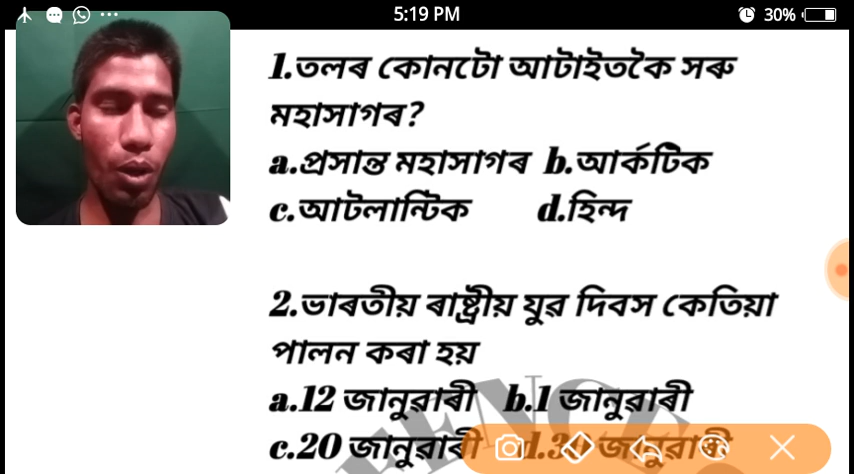 5:19 PM
30%
1.তলৰ কোনটো আটাইতকৈ সৰু
মহাসাগৰ?
a.প্ৰসান্ত মহাসাগৰ b.আৰ্কটিক
c.আটলান্টিক d.হিন্দ
2.ভাৰতীয় ৰাষ্ট্ৰীয় যুৱ দিবস কেতিয়া
পালন কৰা হয়
a.12 জানুৱাৰী b.1 জানুৱাৰী
c.20 জানুৱাৰী